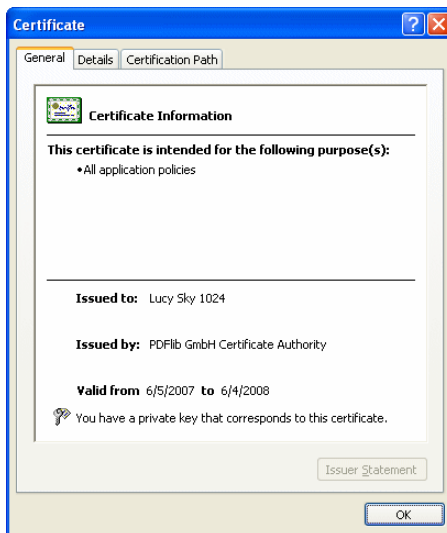 Certificate
General Details Certification Path
Certificate Information
This certificate is intended for the following purpose(s):
•All application policies
Issued to: Lucy Sky 1024
Issued by: PDFlib GmbH Certificate Authority
Valid from 6/5/2007 to 6/4/2008
You have a private key that corresponds to this certificate.
Issuer Statement
OK